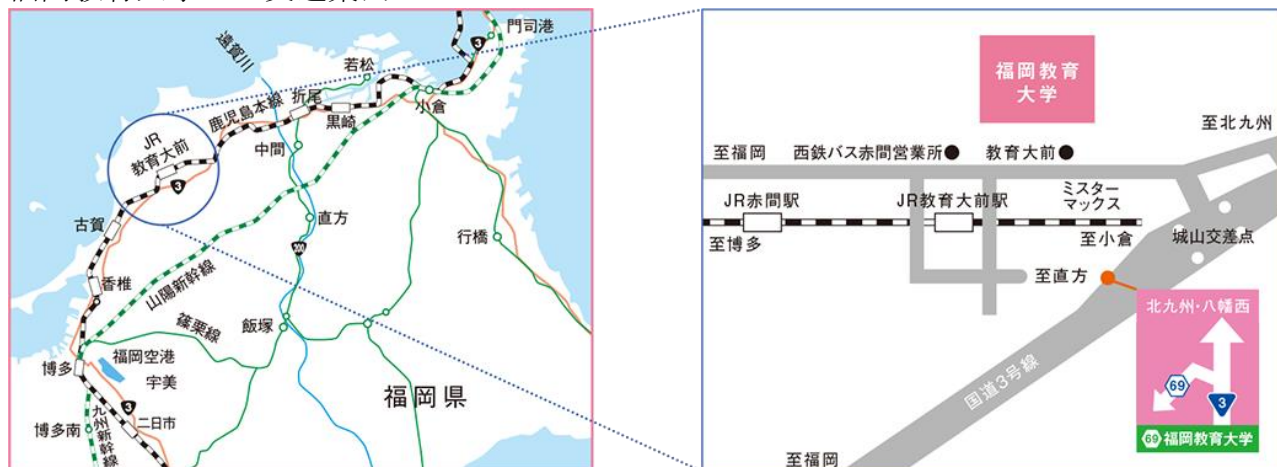 門司港
3
遠賀川
若松
小倉
折尾
黒崎
鹿児島本線
中間
JR
教育大前
3
直方
古賀
200
行橋
香椎
山陽新幹線
篠栗線
飯塚
博多
福岡空港
宇美
福岡県
3
二日市
博多南
九州新幹線
福岡教育
大学
至北九州
至福岡
西鉄バス赤間営業所
教育大前
ミスター
マックス
JR赤間駅
JR教育大前駅
至博多
至小倉
城山交差点
至直方
北九州・八幡西
69
3
69 福岡教育大学
国道3号線
至福岡